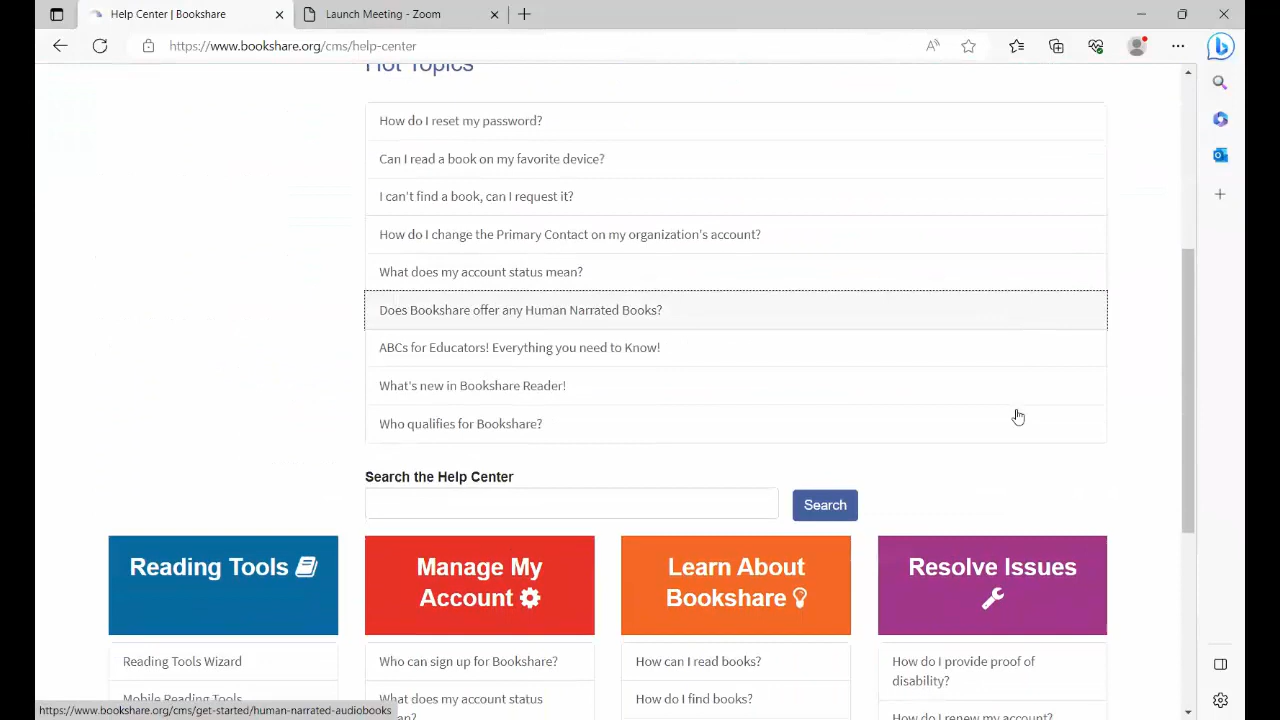 Help Center | Bookshare
Launch Meeting - Zoom
https://www.bookshare.org/cms/help-center
Hot Topics
How do I reset my password?
Can I read a book on my favorite device?
I can't find a book, can I request it?
How do I change the Primary Contact on my organization's account?
What does my account status mean?
Does Bookshare offer any Human Narrated Books?
ABCs for Educators! Everything you need to Know!
What's new in Bookshare Reader!
Who qualifies for Bookshare?
Search the Help Center
Search
Reading Tools
Manage My
Account
Learn About
Bookshare
Resolve Issues
Reading Tools Wizard
Who can sign up for Bookshare?
How can I read books?
How do I provide proof of
disability?
Mobile Reading Tools
What does my account status
mean?
How do I find books?
How do I renew my account?
https://www.bookshare.org/cms/get-started/human-narrated-audiobooks